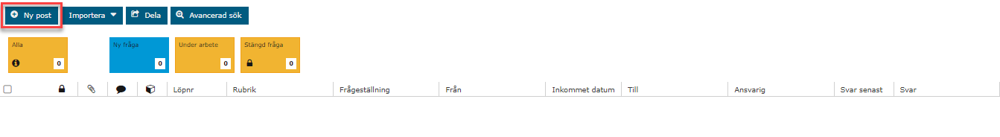 Ny post Importera Dela Avancerad sök
Alla Ny fråga Under arbete Stängd fråga
0 0 0 0
Löpnr Rubrik Frågeställning Från Inkommet datum Till Ansvarig Svar senast Svar